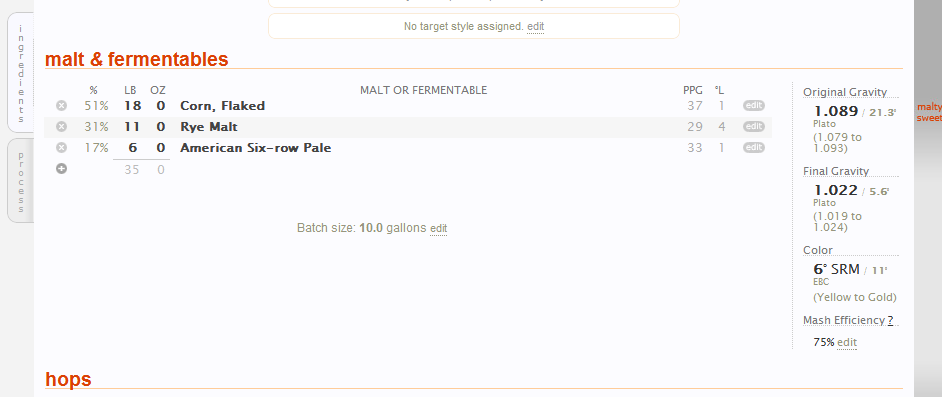 No target style assigned. edit
ingredients
malt & fermentables
% LB OZ MALT OR FERMENTABLE PPG °L
51% 18 0 Corn, Flaked 37 1 edit
31% 11 0 Rye Malt 29 4 edit
17% 6 0 American Six-row Pale 33 1 edit
35 0
process
Batch size: 10.0 gallons edit
Original Gravity
1.089 / 21.3°
Plato
(1.079 to
1.093)
Final Gravity
1.022 / 5.6°
Plato
(1.019 to
1.024)
Color
6° SRM / 11°
EBC
(Yellow to Gold)
Mash Efficiency ?
75% edit
malty
sweet
hops